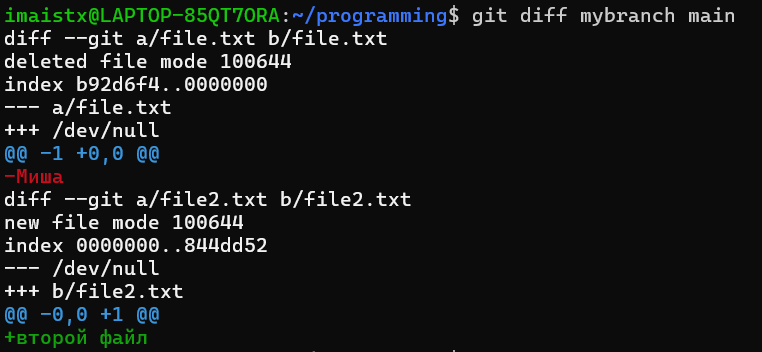 imaistx@LAPTOP-85QT7ORA:~/programming$ git diff mybranch main
diff --git a/file.txt b/file.txt
deleted file mode 100644
index b92d6f4..0000000
--- a/file.txt
+++ /dev/null
@@ -1 +0,0 @@
-Миша
diff --git a/file2.txt b/file2.txt
new file mode 100644
index 0000000..844dd52
--- /dev/null
+++ b/file2.txt
@@ -0,0 +1 @@
+второй файл